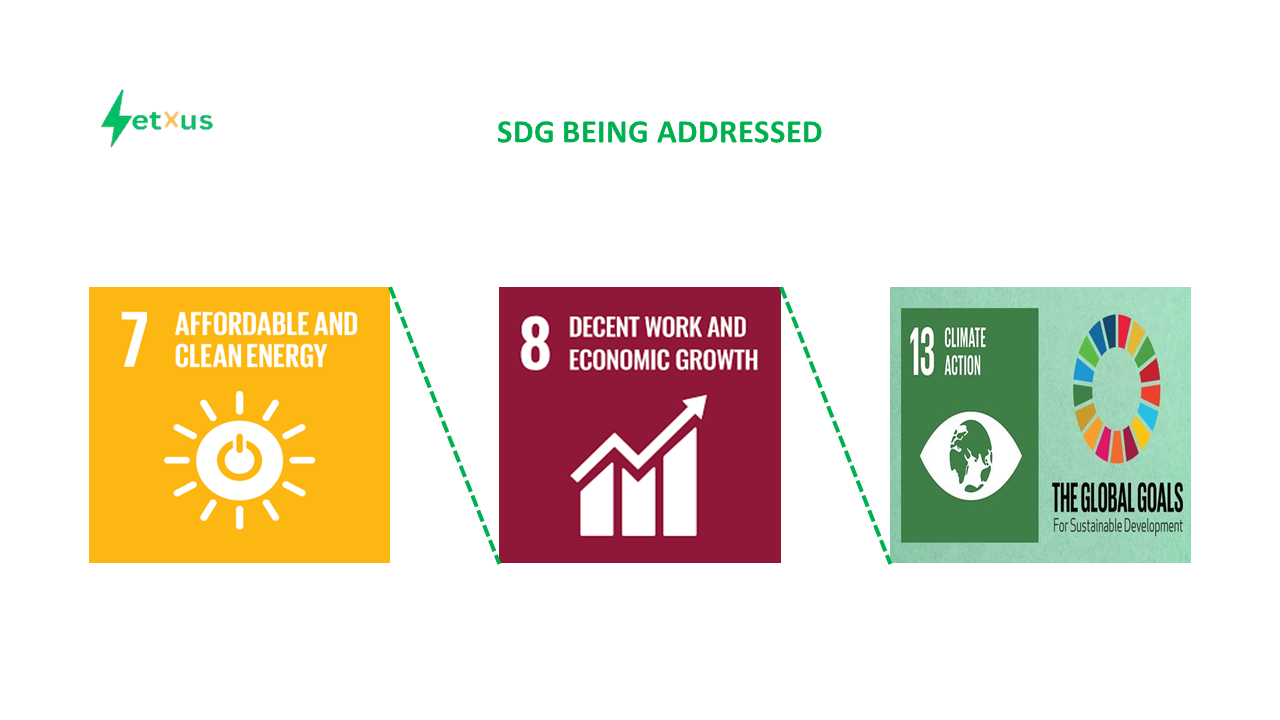 etxus
SDG BEING ADDRESSED
7 AFFORDABLE AND
CLEAN ENERGY
8 DECENT WORK AND
ECONOMIC GROWTH
13 CLIMATE
ACTION
THE GLOBAL GOALS
For Sustainable Development